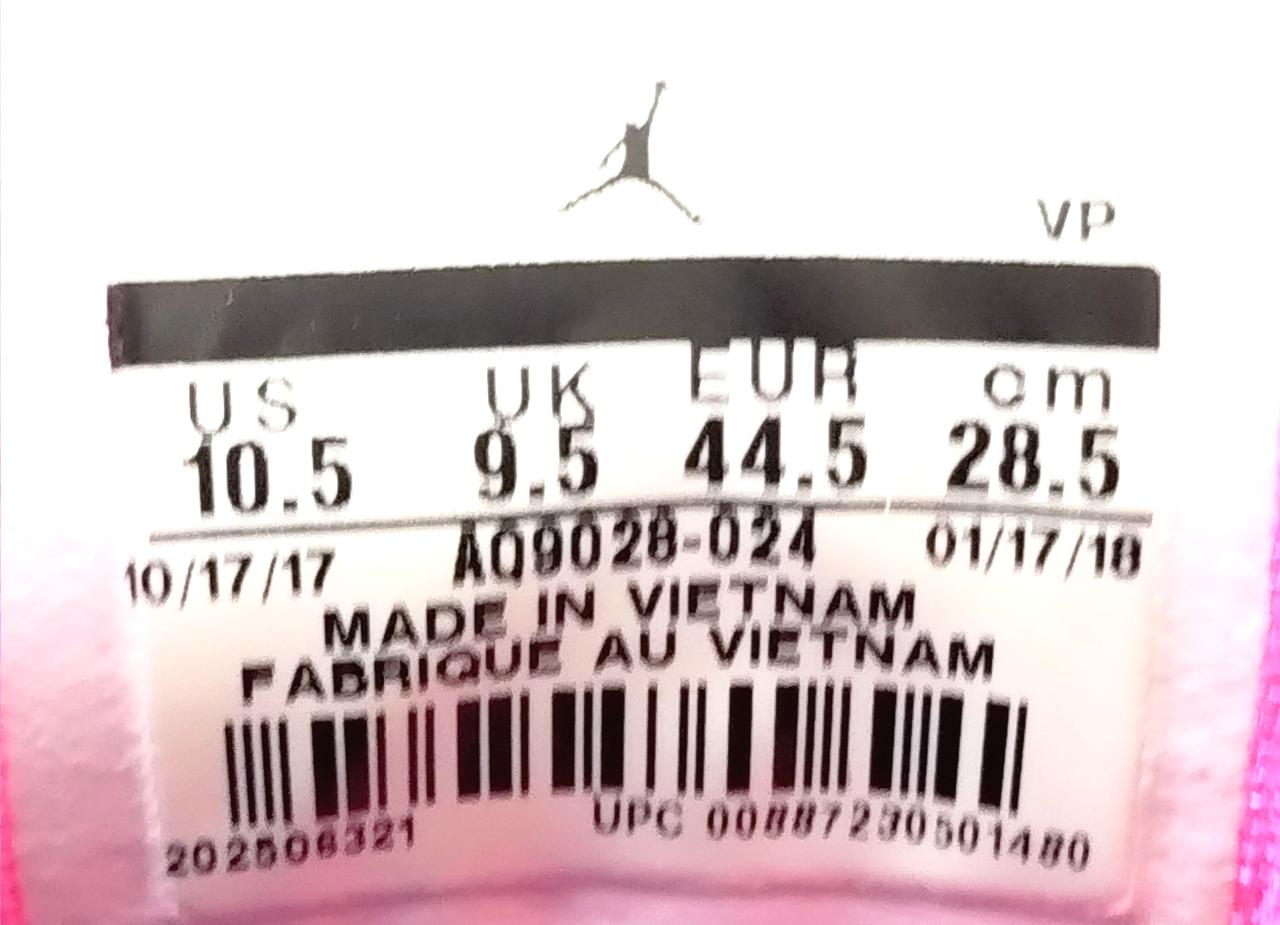 VP
US UK EUR cm
10.5 9.5 44.5 28.5
10/17/17 AQ9028-024 01/17/18
MADE IN VIETNAM
FABRIQUE AU VIETNAM
202506321 UPC 00887230501480